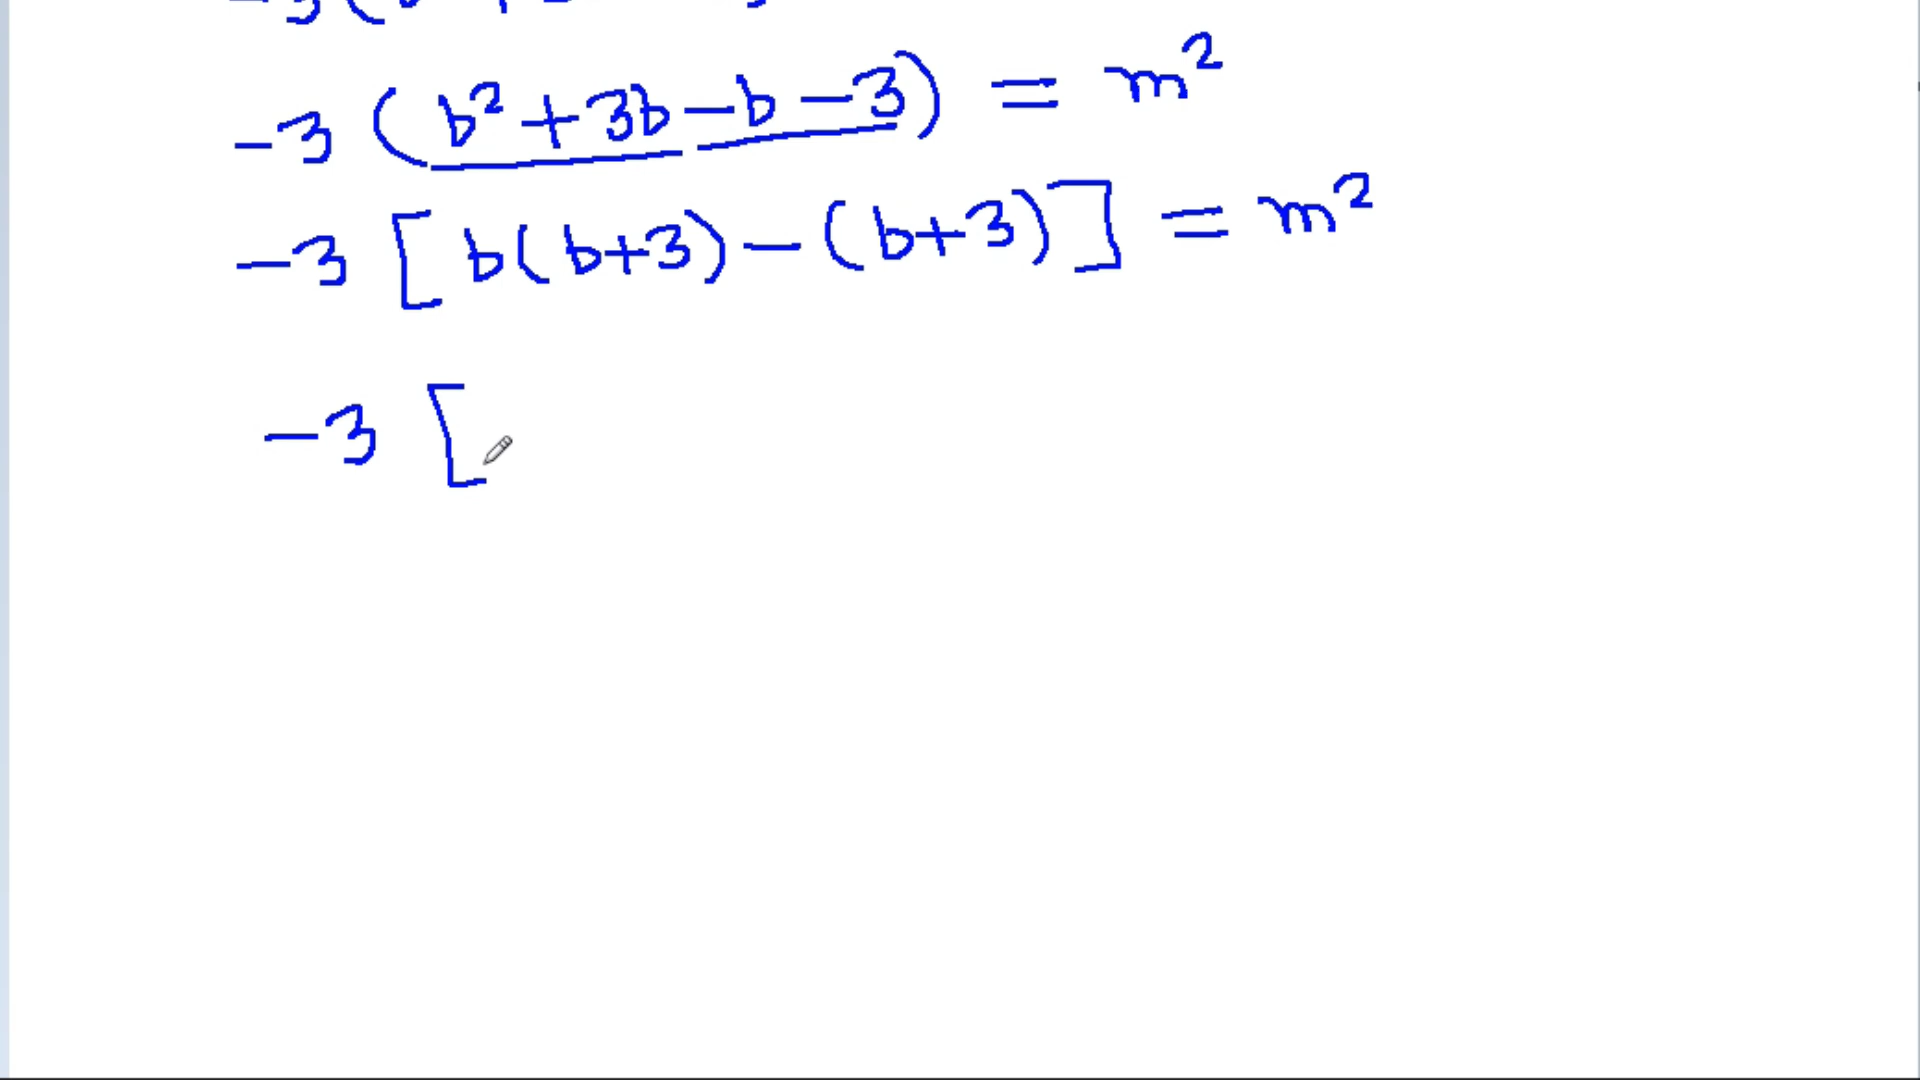 -3 (b² + 3b - b - 3) = m²
-3 [b(b+3) - (b+3)] = m²
-3 [